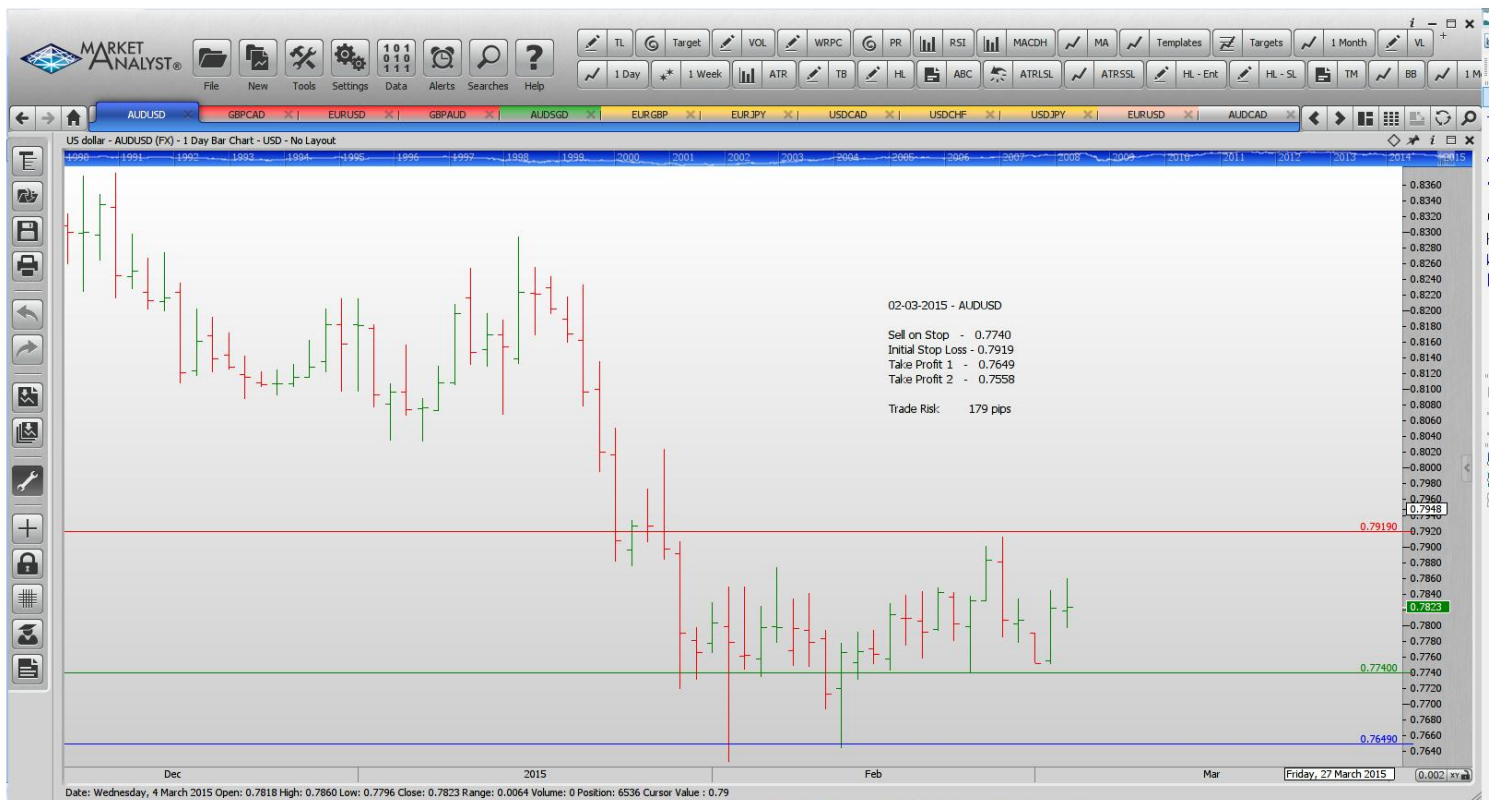 i
MARKET
ANALYST®
File New Tools Settings Data Alerts Searches Help
TL Target VOL WRPC PR RSI MACDH MA Templates Targets 1 Month VL
1 Day 1 Week ATR TB HL ABC ATRLSL ATRSSL HL - Ent HL - SL TM BB
AUDUSD GBPCAD EURUSD GBPAUD AUDSGD EURGBP EURJPY USDCAD USDCHF USDJPY EURUSD AUDCAD
US dollar - AUDUSD (FX) - 1 Day Bar Chart - USD - No Layout
1990 1991 1992 1993 1994 1995 1996 1997 1998 1999 2000 2001 2002 2003 2004 2005 2006 2007 2008 2009 2010 2011 2012 2013 2014 2015
0.8360
0.8340
0.8320
0.8300
0.8280
0.8260
0.8240
0.8220
0.8200
0.8180
0.8160
0.8140
0.8120
0.8100
0.8080
0.8060
0.8040
0.8020
0.8000
0.7980
0.7960
0.7948
0.7940
0.7920
0.7900
0.7880
0.7860
0.7840
0.7823
0.7800
0.7780
0.7760
0.7740
0.7720
0.7700
0.7680
0.7660
0.7640
02-03-2015 - AUDUSD
Sell on Stop - 0.7740
Initial Stop Loss - 0.7919
Take Profit 1 - 0.7649
Take Profit 2 - 0.7558
Trade Risk 179 pips
0.79190
0.77400
0.76490
Dec 2015 Feb Mar Friday, 27 March 2015 0.002 XY
Date: Wednesday, 4 March 2015 Open: 0.7818 High: 0.7860 Low: 0.7796 Close: 0.7823 Range: 0.0064 Volume: 0 Position: 6536 Cursor Value : 0.79